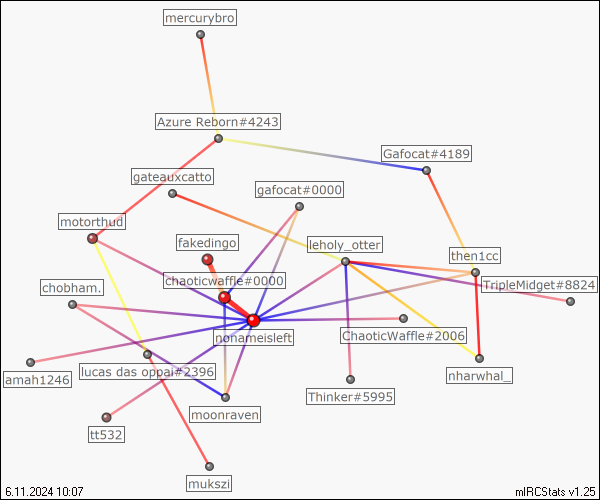 mercurybro
Azure Reborn#4243
Gafocat#4189
gateauxcatto
gafocat#0000
motorthud
fakedingo
leholy_otter
then1cc
chaoticwaffle#0000
TripleMidget#8824
chobham.
nonameisleft
ChaoticWaffle#2006
lucas das oppai#2396
amah1246
nharwhal_
Thinker#5995
moonraven
tt532
mukszi
6.11.2024 10:07
mIRCStats v1.25